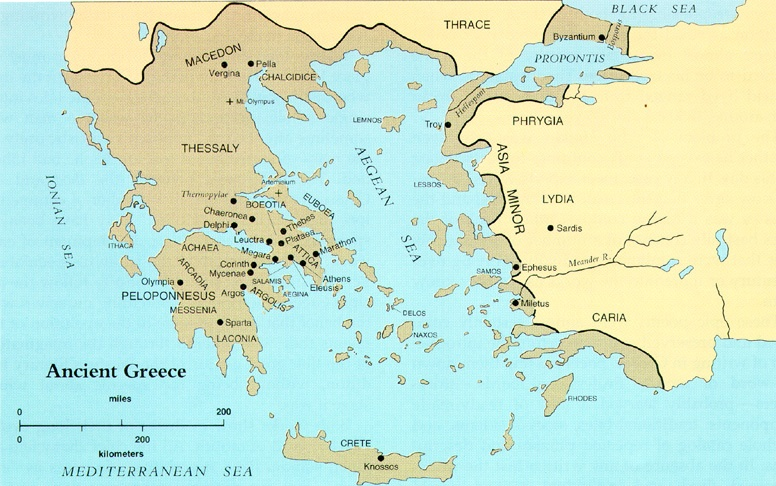 BLACK SEA
THRACE
Byzantium
Bosporus
PROPONTIS
MACEDON
Pella
Vergina
CHALCIDICE
Mt. Olympus
Hellespont
LEMNOS
Troy
PHRYGIA
THESSALY
AEGEAN SEA
ASIA MINOR
IONIAN SEA
Artemisium
LESBOS
Thermopylae
BOEOTIA
EUBOEA
LYDIA
Chaeronea
Delphi
Thebes
Plataea
Sardis
ITHACA
ACHAEA
Leuctra
Megara
ATTICA
Marathon
Corinth
Mycenae
SALAMIS
Athens
Eleusis
SAMOS
Ephesus
Meander R.
Olympia
ARCADIA
Argos
ARGOLIS
AEGINA
PELOPONNESUS
MESSENIA
Miletus
DELOS
CARIA
Sparta
LACONIA
NAXOS
Ancient Greece
miles
0 200
0 200
kilometers
RHODES
CRETE
Knossos
MEDITERRANEAN SEA